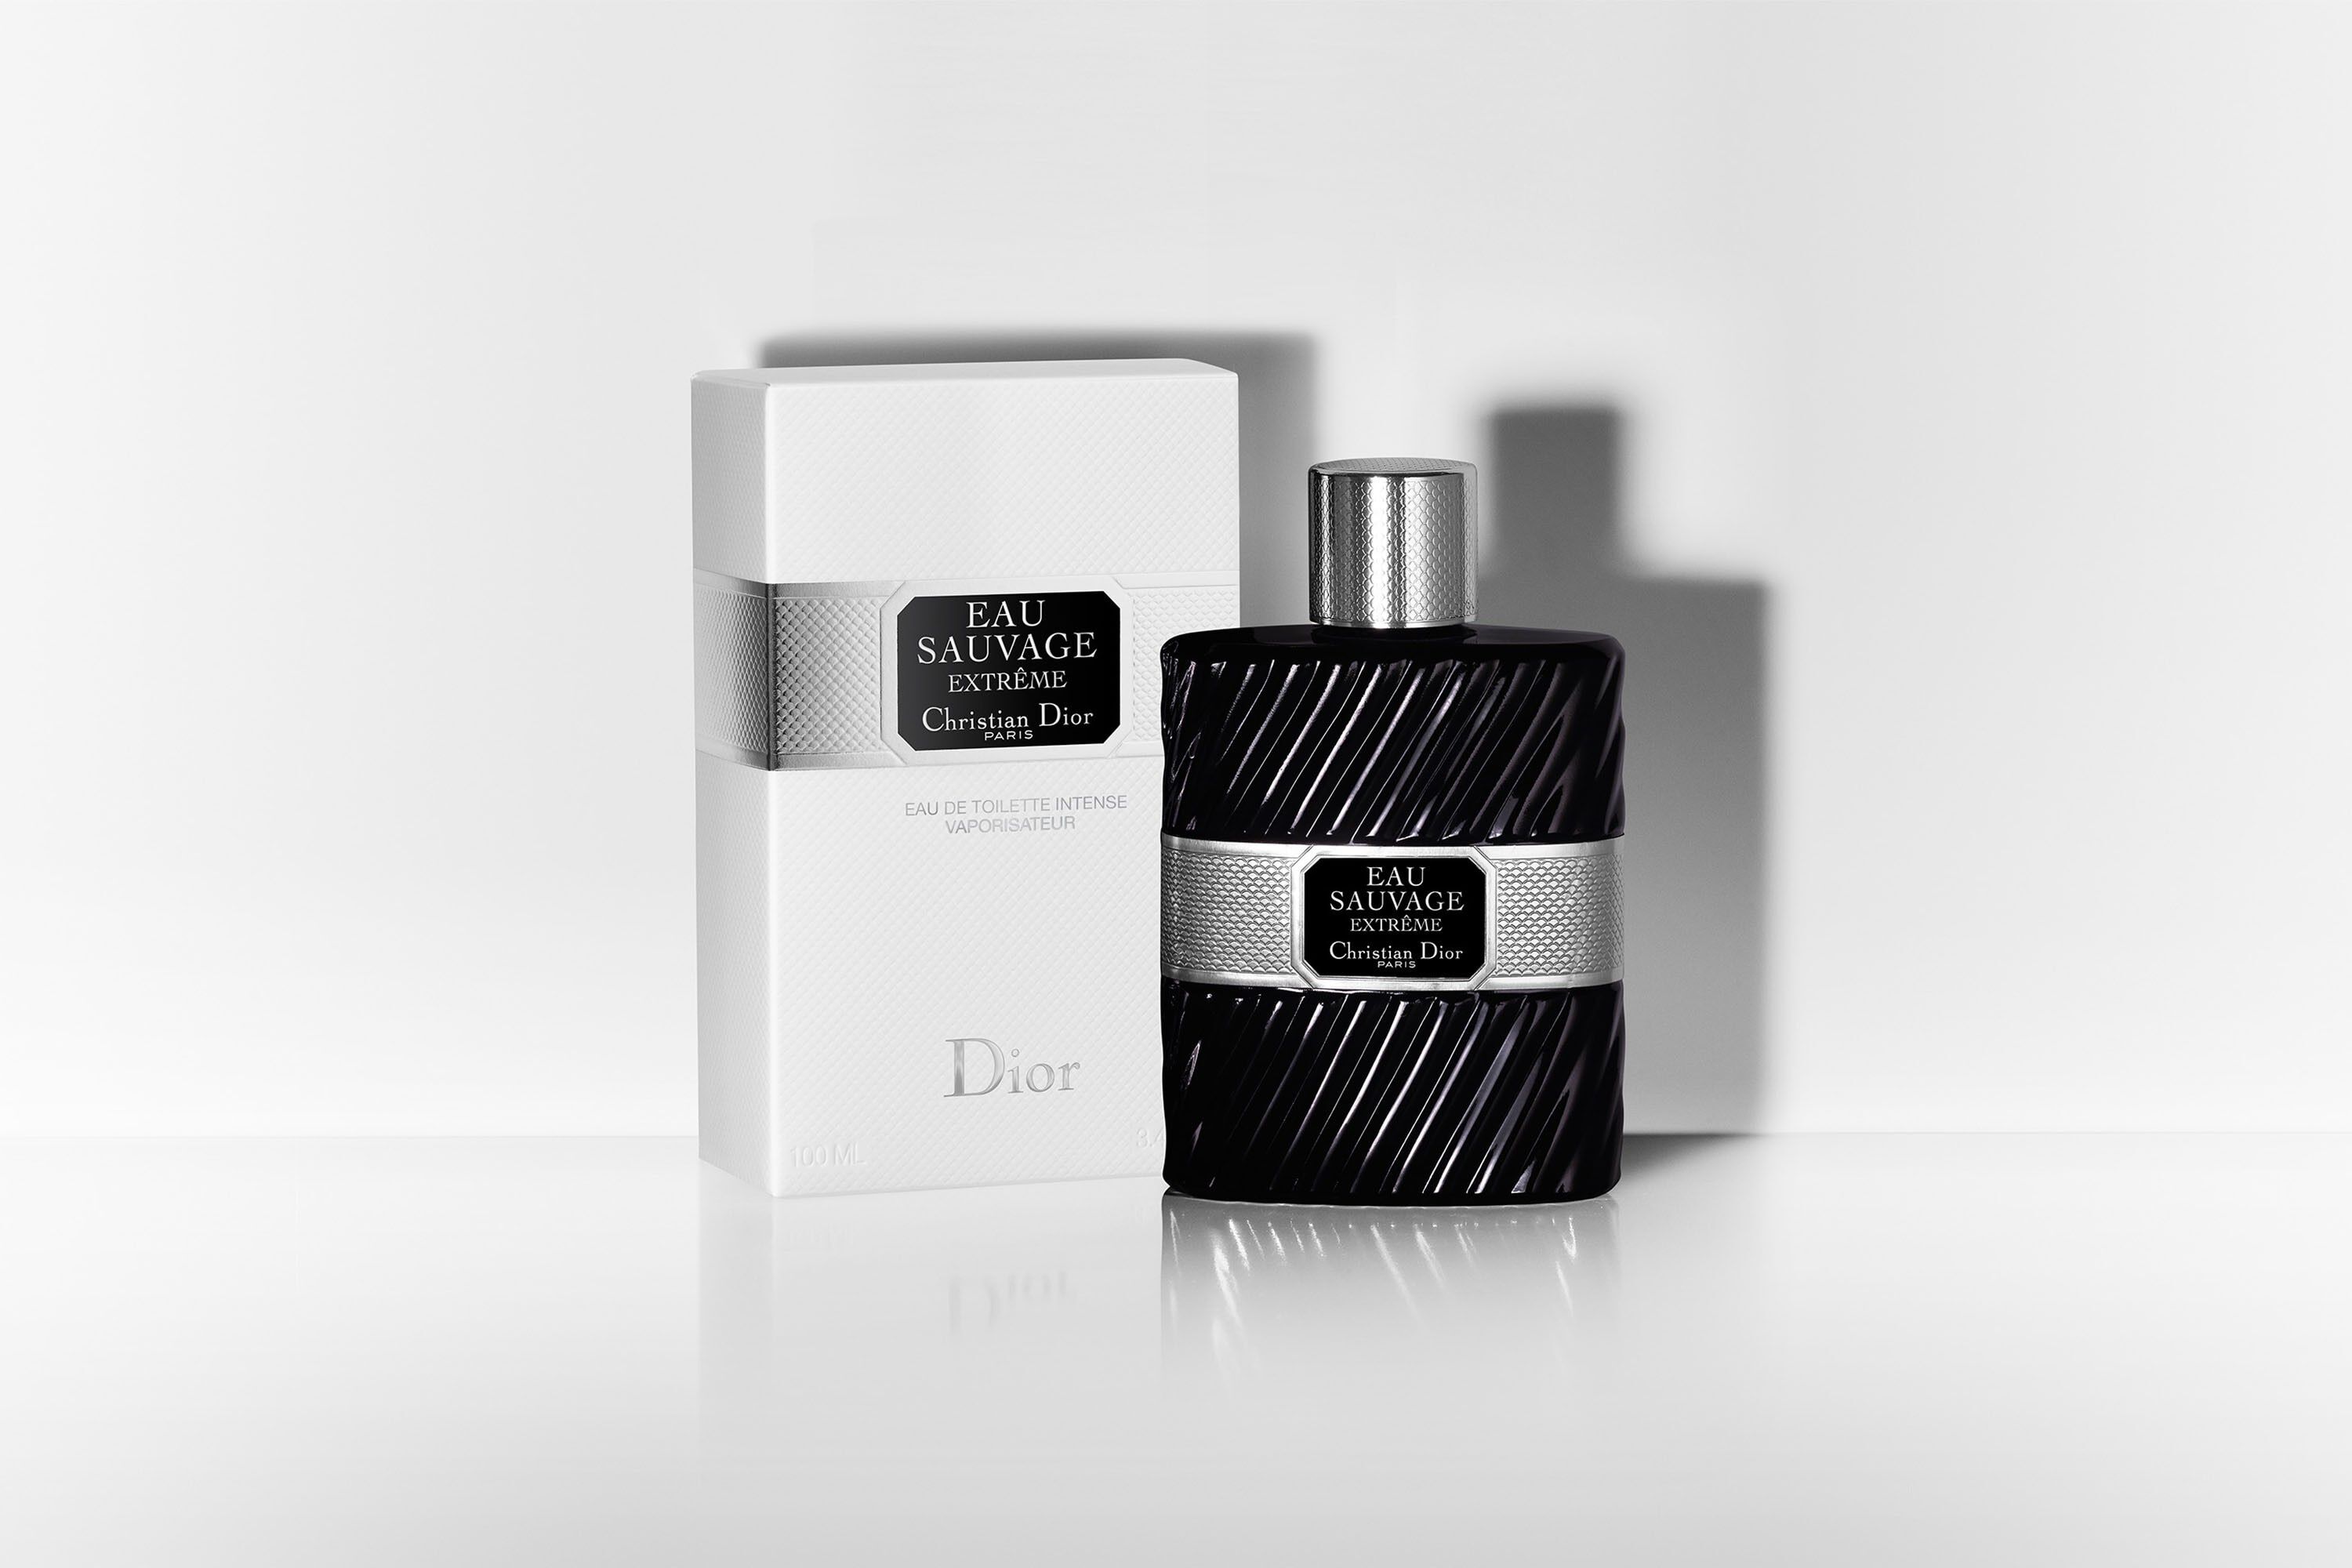 EAU
SAUVAGE
EXTRÊME
Christian Dior
PARIS
EAU DE TOILETTE INTENSE
VAPORISATEUR
Dior
100 ML
EAU
SAUVAGE
EXTRÊME
Christian Dior
PARIS